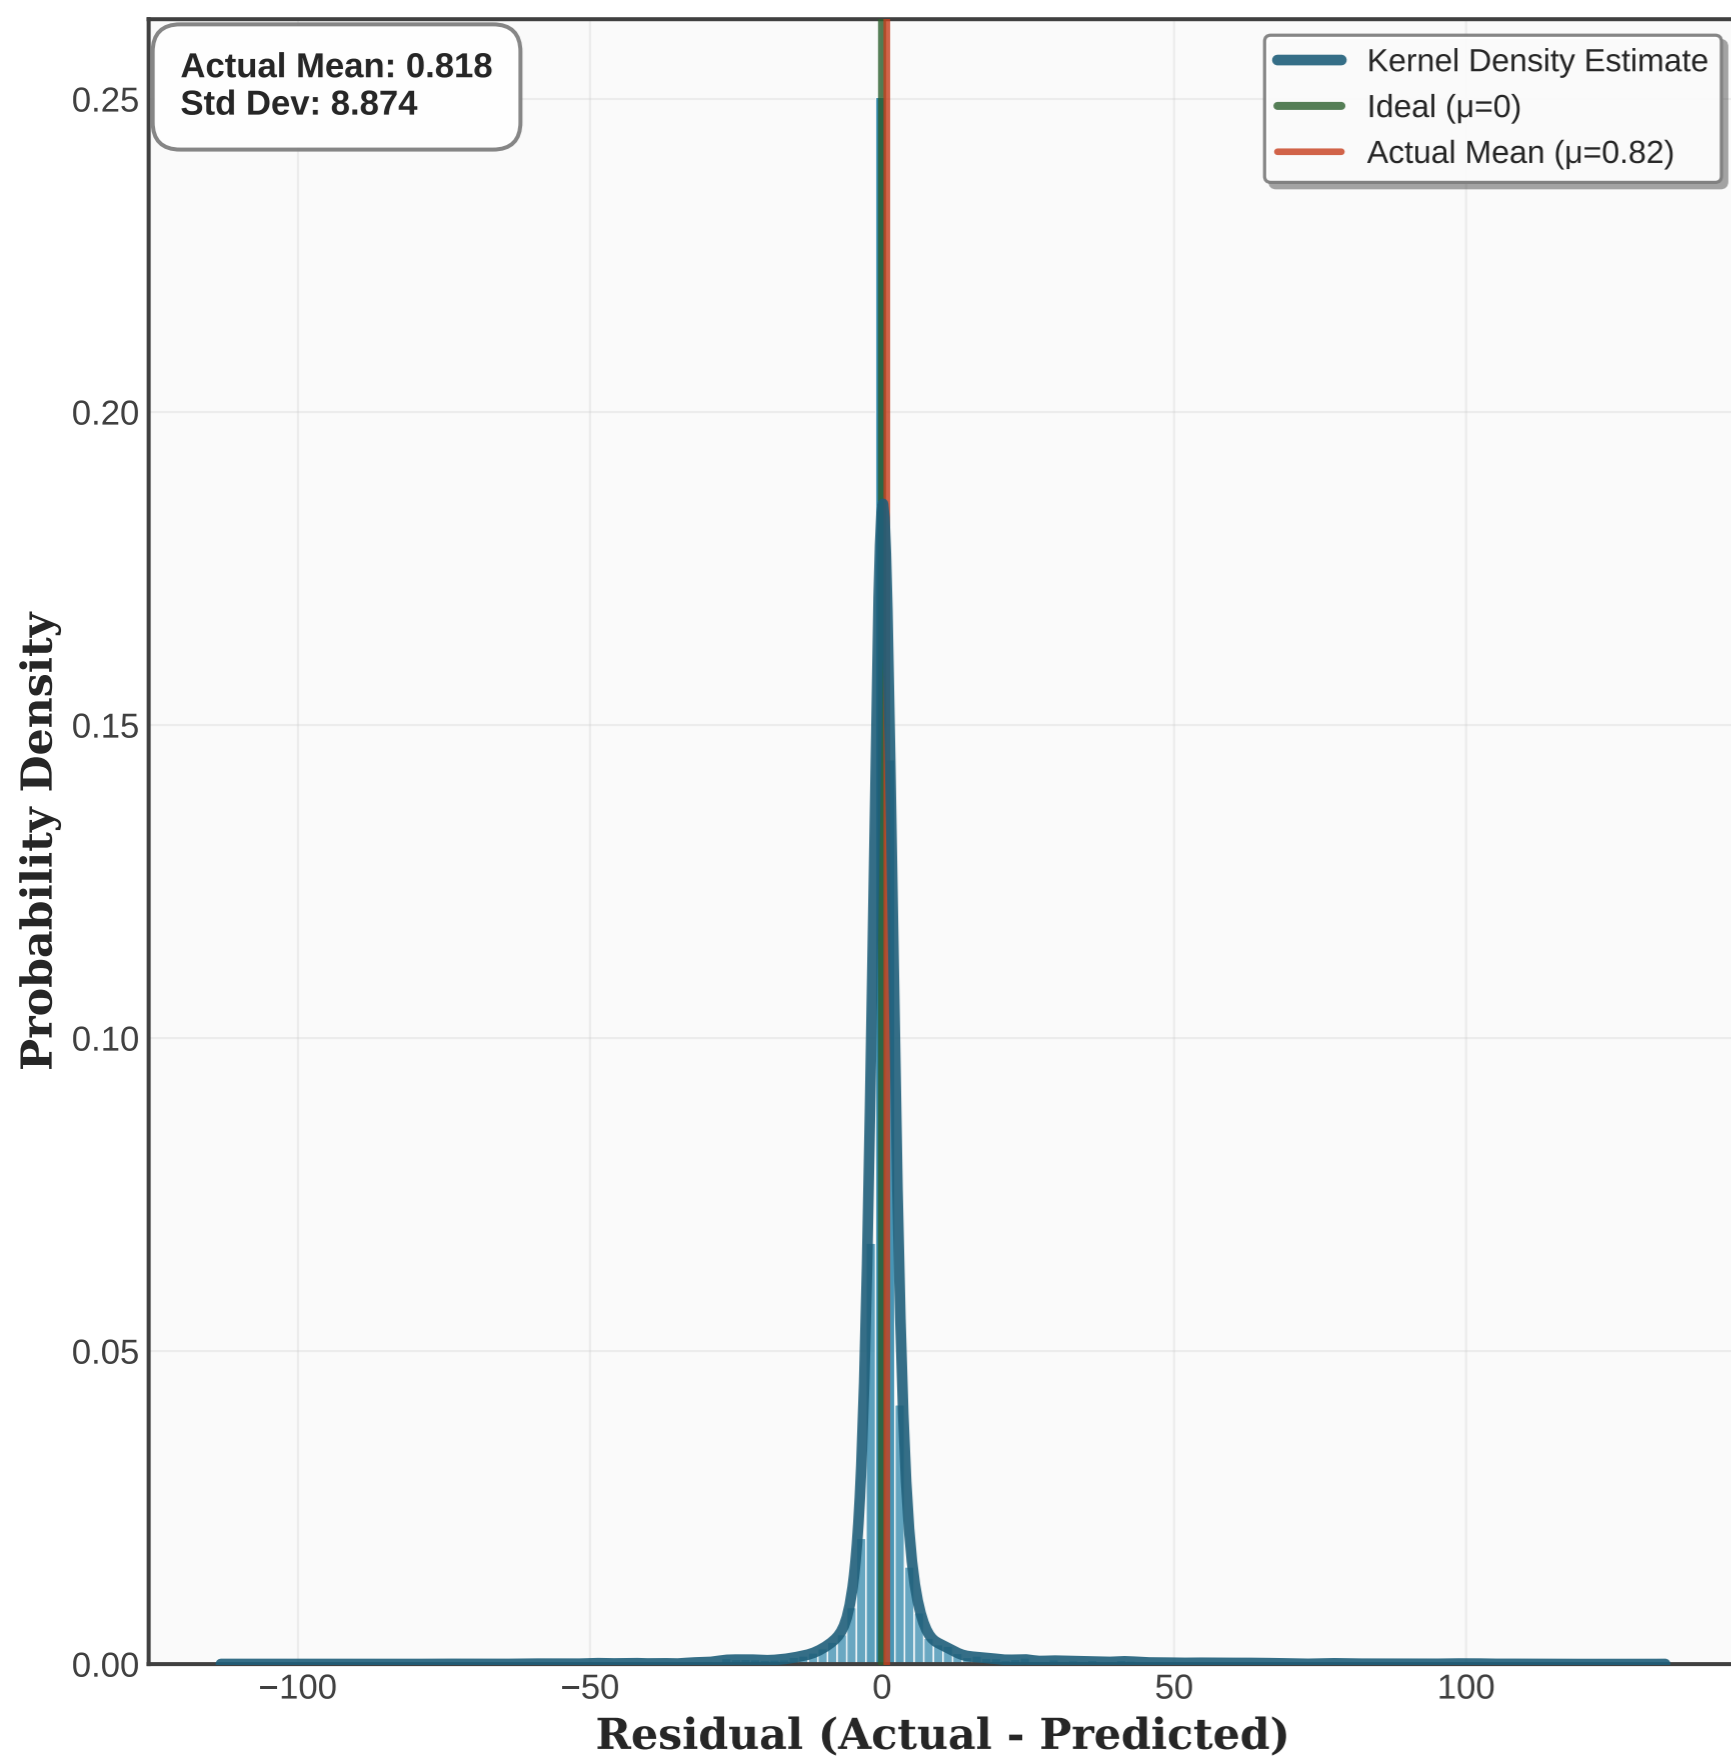 Actual Mean: 0.818
Std Dev: 8.874
Kernel Density Estimate
Ideal (μ=0)
Actual Mean (μ=0.82)
Probability Density
0.25
0.20
0.15
0.10
0.05
0.00
−100
−50
0
50
100
Residual (Actual - Predicted)